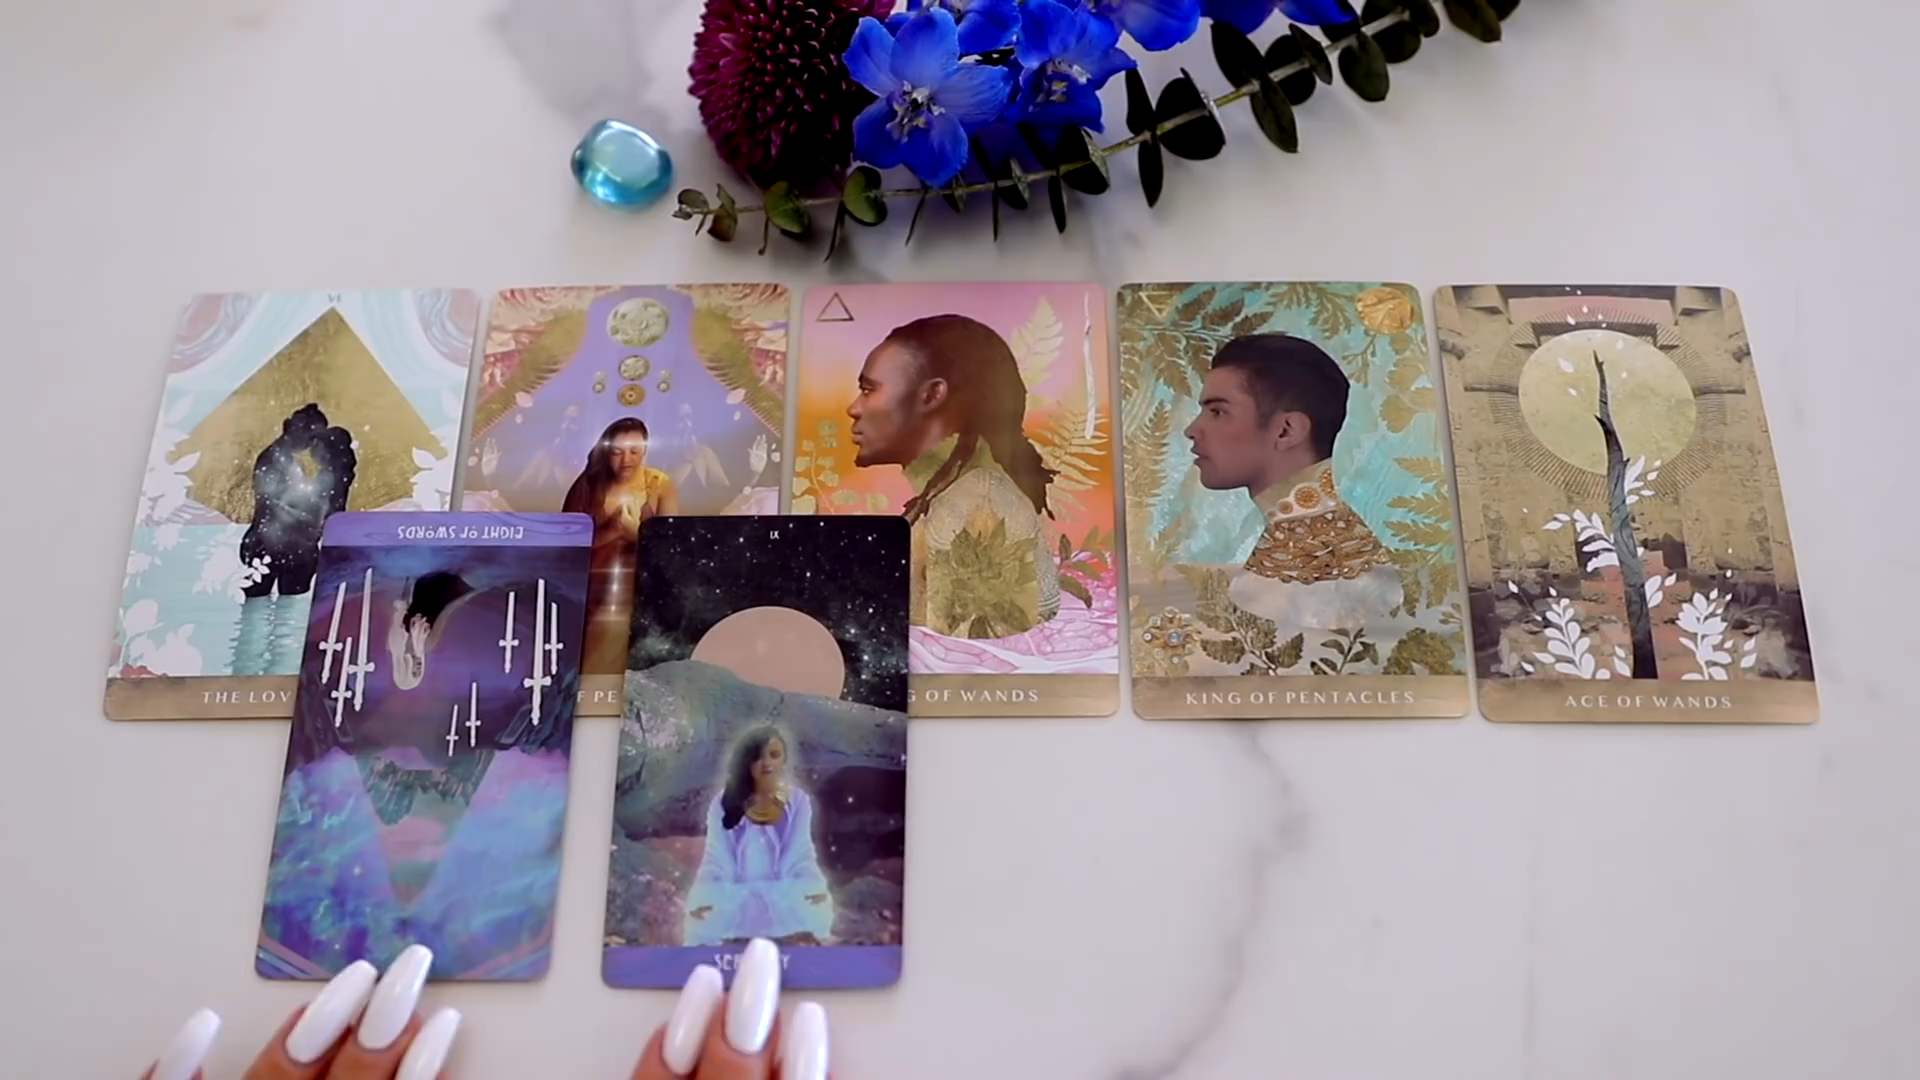 VI
THE LOV
F PE
G OF WANDS
KING OF PENTACLES
ACE OF WANDS
EIGHT OF SWORDS
IX